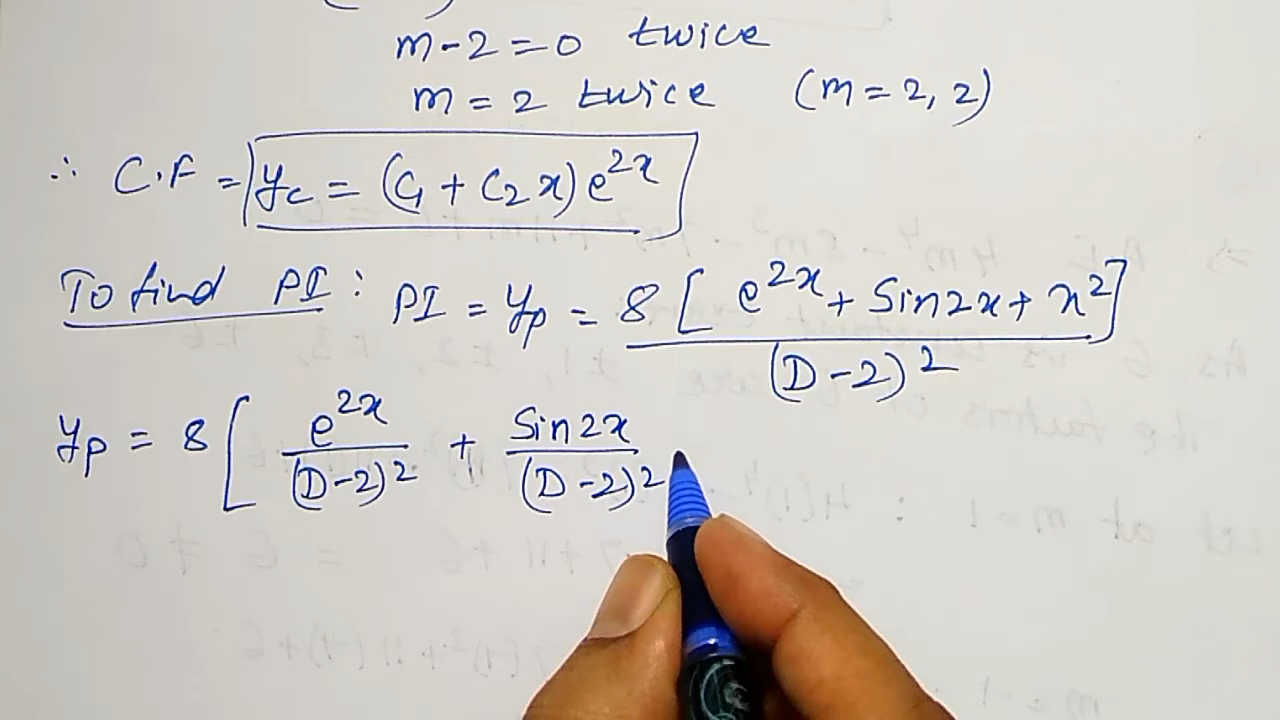 m - 2 = 0 twice
m = 2 twice (m = 2, 2)
∴ C.F = y_c = (C_1 + C_2 x) e^{2x}
To find PI : PI = y_p = 8 [ e^{2x} + Sin2x + x^2 ] / (D - 2)^2
y_p = 8 [ e^{2x} / (D - 2)^2 + Sin2x / (D - 2)^2